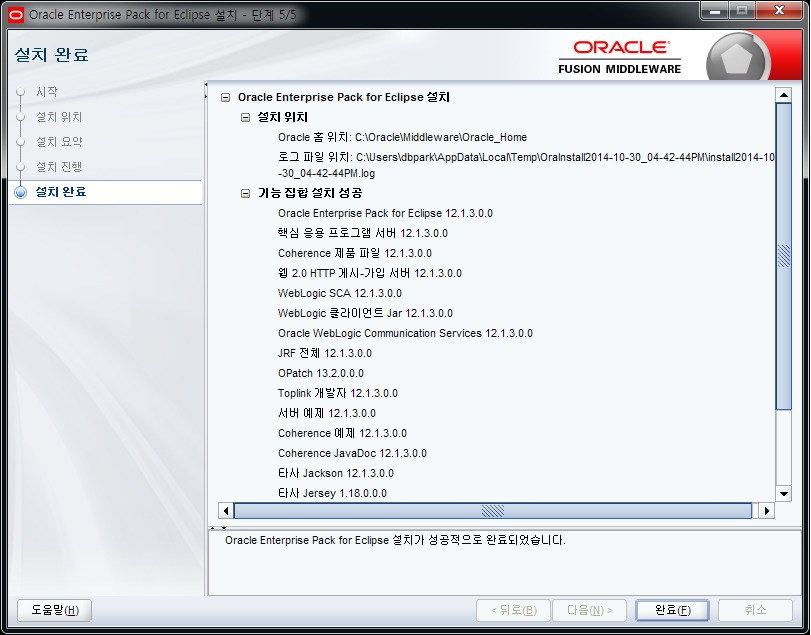 Oracle Enterprise Pack for Eclipse 설치 - 단계 5/5
설치 완료
ORACLE
FUSION MIDDLEWARE
시작
설치 위치
설치 요약
설치 진행
설치 완료
Oracle Enterprise Pack for Eclipse 설치
설치 위치
Oracle 홈 위치: C:\Oracle\Middleware\Oracle_Home
로그 파일 위치: C:\Users\dbpark\AppData\Local\Temp\OraInstall2014-10-30_04-42-44PM\install2014-10
-30_04-42-44PM.log
기능 집합 설치 성공
Oracle Enterprise Pack for Eclipse 12.1.3.0.0
핵심 응용 프로그램 서버 12.1.3.0.0
Coherence 제품 파일 12.1.3.0.0
웹 2.0 HTTP 게시-가입 서버 12.1.3.0.0
WebLogic SCA 12.1.3.0.0
WebLogic 클라이언트 Jar 12.1.3.0.0
Oracle WebLogic Communication Services 12.1.3.0.0
JRF 전체 12.1.3.0.0
OPatch 13.2.0.0.0
Toplink 개발자 12.1.3.0.0
서버 예제 12.1.3.0.0
Coherence 예제 12.1.3.0.0
Coherence JavaDoc 12.1.3.0.0
타사 Jackson 12.1.3.0.0
타사 Jersey 1.18.0.0.0
Oracle Enterprise Pack for Eclipse 설치가 성공적으로 완료되었습니다.
도움말(H)
< 뒤로(B)
다음(N) >
완료(F)
취소